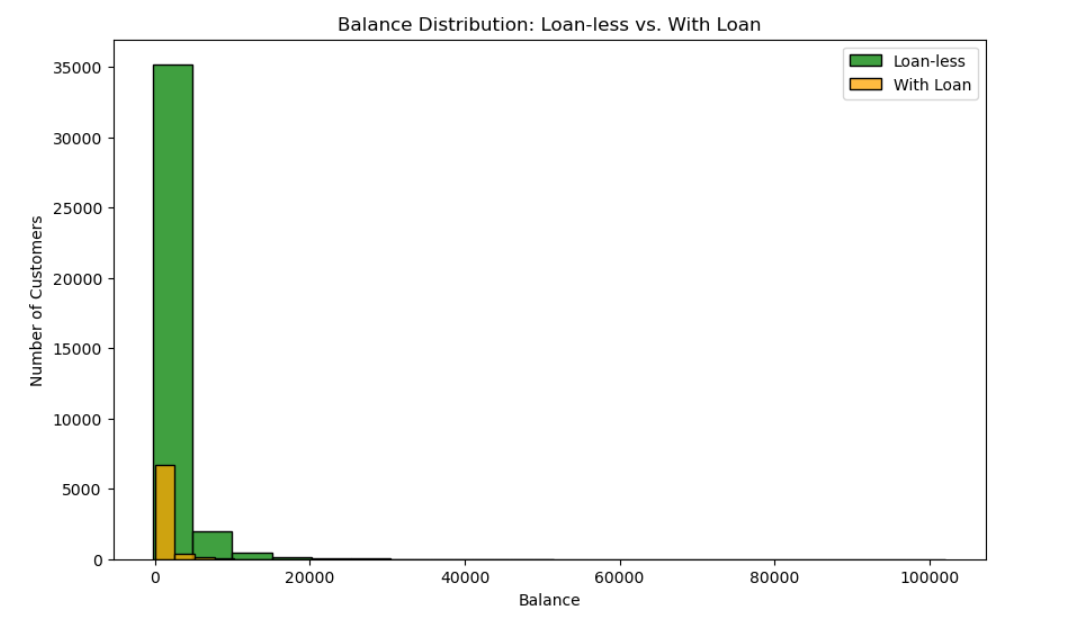 Balance Distribution: Loan-less vs. With Loan
Loan-less
With Loan
Number of Customers
35000
30000
25000
20000
15000
10000
5000
0
0 20000 40000 60000 80000 100000
Balance